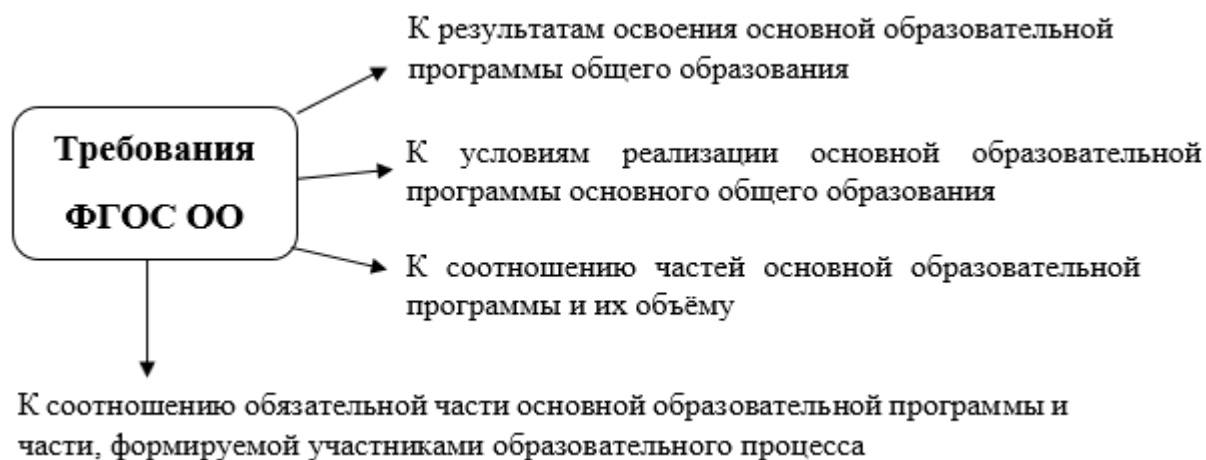 К результатам освоения основной образовательной
программы общего образования
Требования
ФГОС ОО
К условиям реализации основной образовательной
программы основного общего образования
К соотношению частей основной образовательной
программы и их объёму
К соотношению обязательной части основной образовательной программы и
части, формируемой участниками образовательного процесса